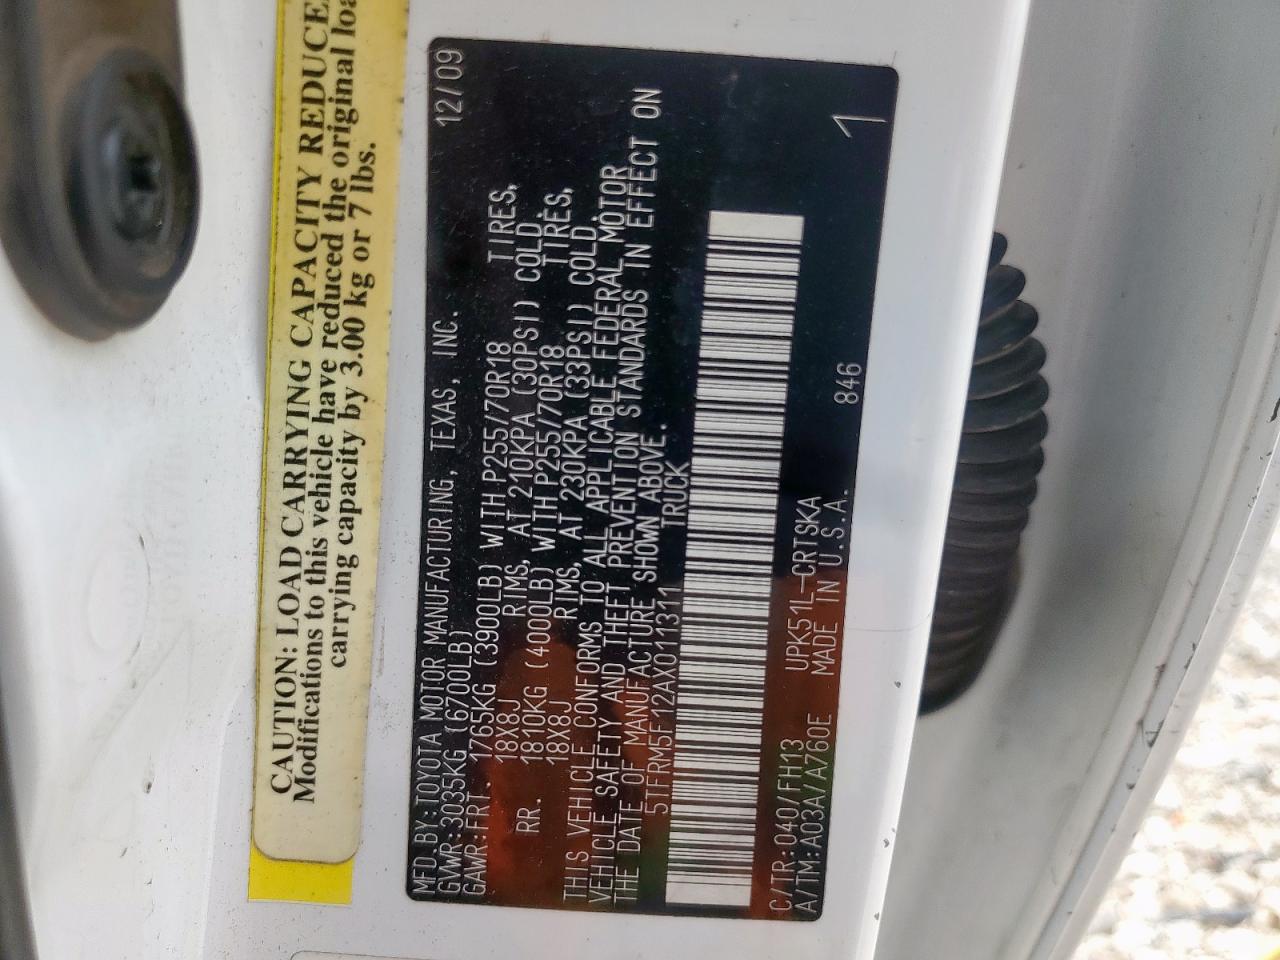 CAUTION: LOAD CARRYING CAPACITY REDUCED
Modifications to this vehicle have reduced the original load
carrying capacity by 3.00 kg or 7 lbs.
MFD. BY: TOYOTA MOTOR MANUFACTURING, TEXAS, INC. 12/09
GVWR: 3035KG (6700LB)
GAWR: FRT. 1765KG (3900LB) WITH P255/70R18 TIRES,
18X8J RIMS, AT 210KPA (30PSI) COLD.
RR. 1810KG (4000LB) WITH P255/70R18 TIRES,
18X8J RIMS, AT 230KPA (33PSI) COLD.
THIS VEHICLE CONFORMS TO ALL APPLICABLE FEDERAL MOTOR
VEHICLE SAFETY AND THEFT PREVENTION STANDARDS IN EFFECT ON
THE DATE OF MANUFACTURE SHOWN ABOVE.
5TFRM5F12AX011311 TRUCK
C/TR: 040/FH13 UPK51L-CRTSKA 846
A/TM: A03A/A760E MADE IN U.S.A.
1